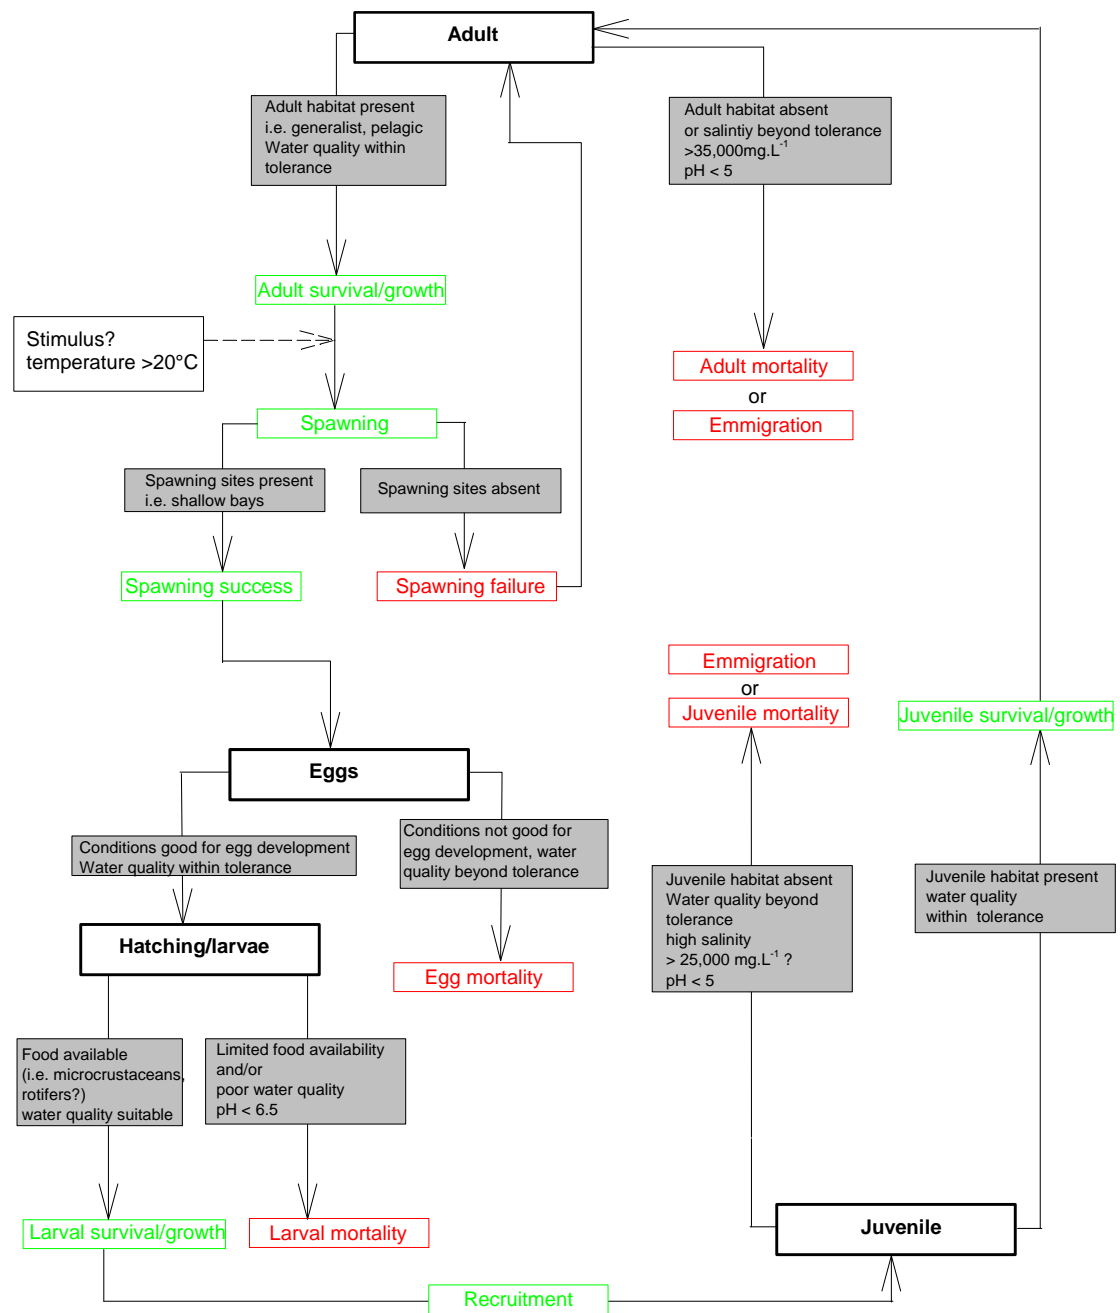 Adult
Adult habitat present
i.e. generalist, pelagic
Water quality within
tolerance
Adult habitat absent
or salintiy beyond tolerance
>35,000mg.L⁻¹
pH < 5
Adult survival/growth
Stimulus?
temperature >20°C
Adult mortality
or
Emmigration
Spawning
Spawning sites present
i.e. shallow bays
Spawning sites absent
Spawning success
Spawning failure
Emmigration
or
Juvenile mortality
Juvenile survival/growth
Eggs
Conditions good for egg development
Water quality within tolerance
Conditions not good for
egg development, water
quality beyond tolerance
Juvenile habitat absent
Water quality beyond
tolerance
high salinity
> 25,000 mg.L⁻¹ ?
pH < 5
Juvenile habitat present
water quality
within tolerance
Hatching/larvae
Egg mortality
Food available
(i.e. microcrustaceans,
rotifers?)
water quality suitable
Limited food availability
and/or
poor water quality
pH < 6.5
Larval survival/growth
Larval mortality
Juvenile
Recruitment